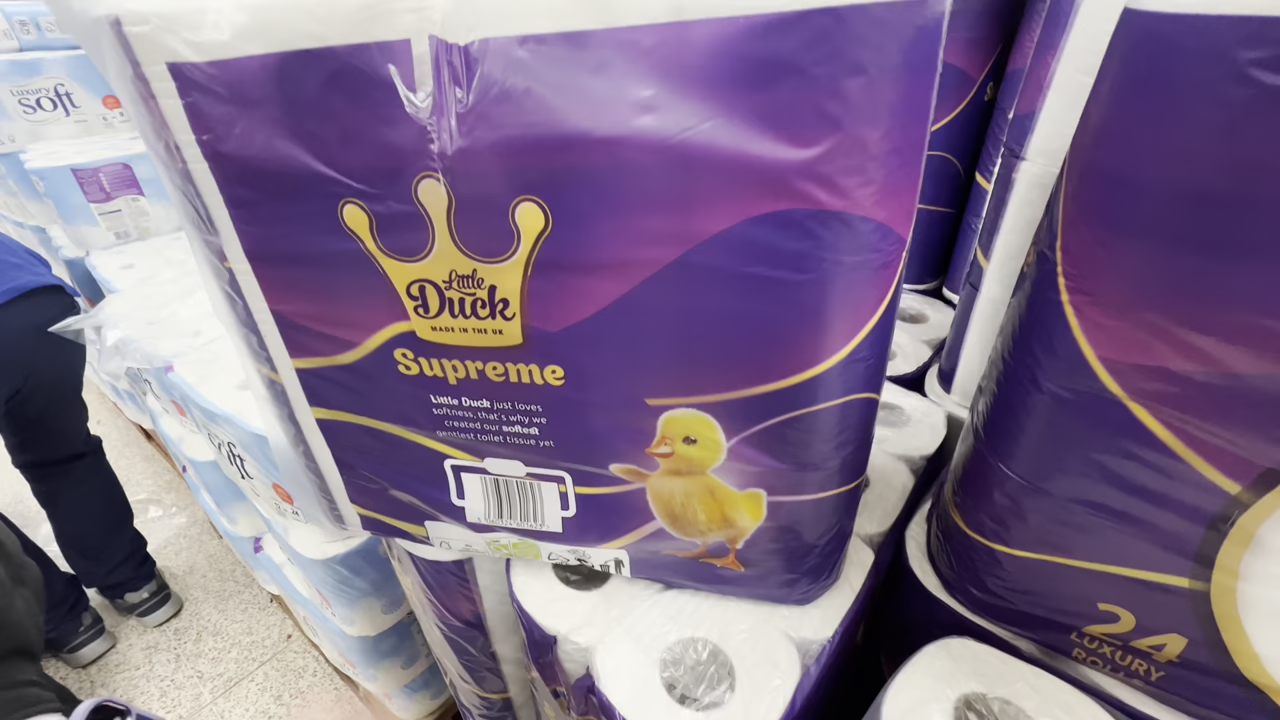 Luxury
soft
Little
Duck
MADE IN THE UK
Supreme
Little Duck just loves
softness, that's why we
created our softest
gentlest toilet tissue yet
soft
24
LUXURY